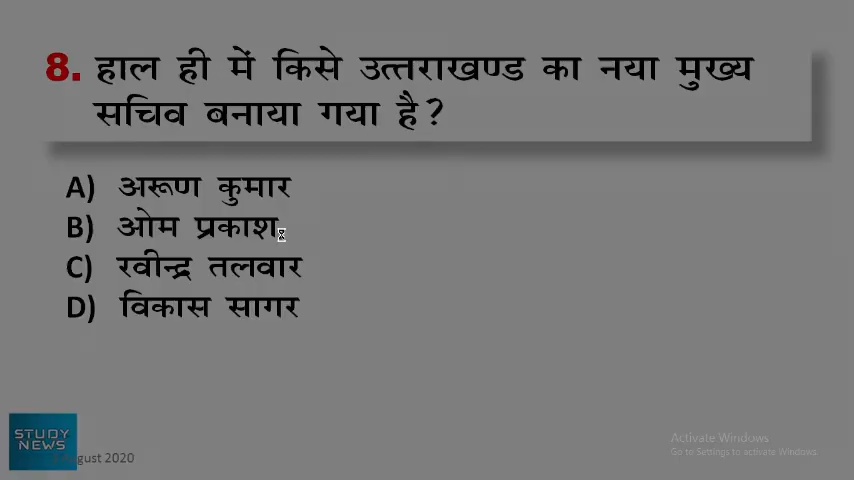 8. हाल ही में किसे उत्तराखण्ड का नया मुख्य
सचिव बनाया गया है?
A) अरूण कुमार
B) ओम प्रकाश
C) रवीन्द्र तलवार
D) विकास सागर
STUDY
NEWS
August 2020
Activate Windows
Go to Settings to activate Windows.